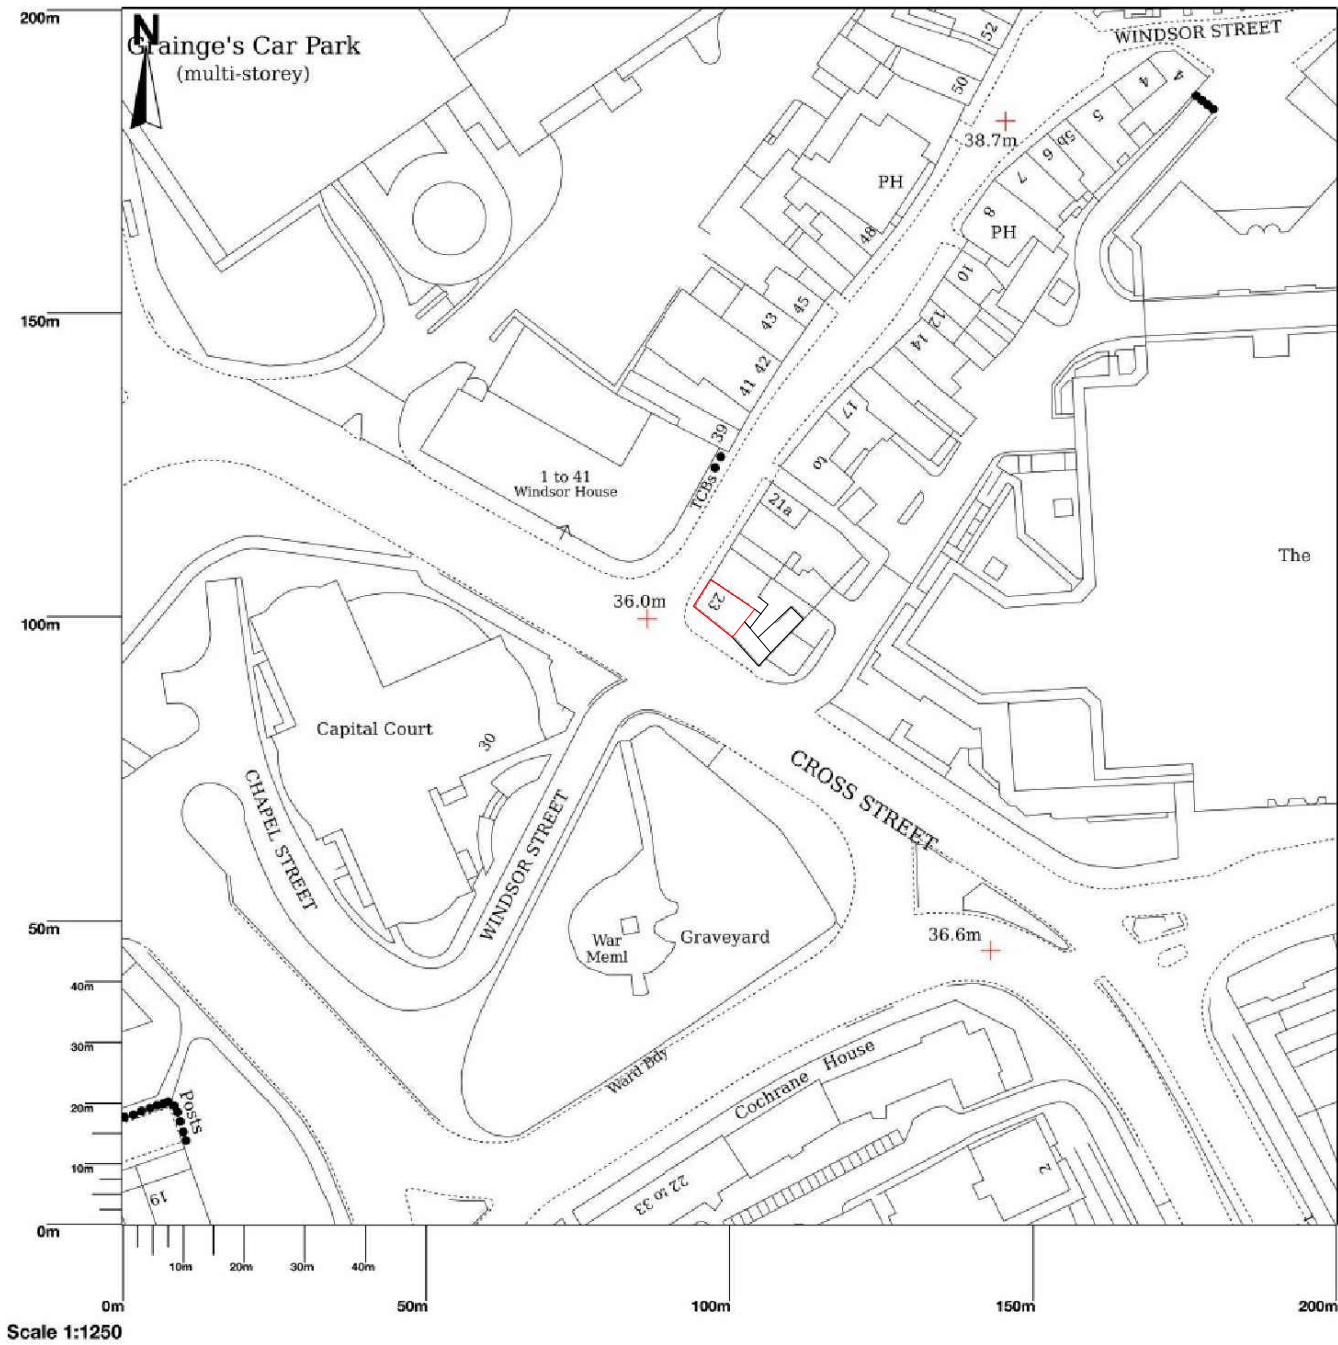 200m
N
Grainge's Car Park
(multi-storey)
52
WINDSOR STREET
50
4
4
38.7m
5
5b
6
7
PH
8
PH
48
10
150m
45
43
12
14
42
41
17
39
to
1 to 41
Windsor House
TCBs
21a
The
36.0m
23
100m
Capital Court
30
CROSS STREET
CHAPEL STREET
WINDSOR STREET
50m
War
Meml
Graveyard
36.6m
40m
30m
Cochrane House
Ward Bdy
20m
Posts
10m
19
22 to 33
2
0m
10m
20m
30m
40m
0m
50m
100m
150m
200m
Scale 1:1250